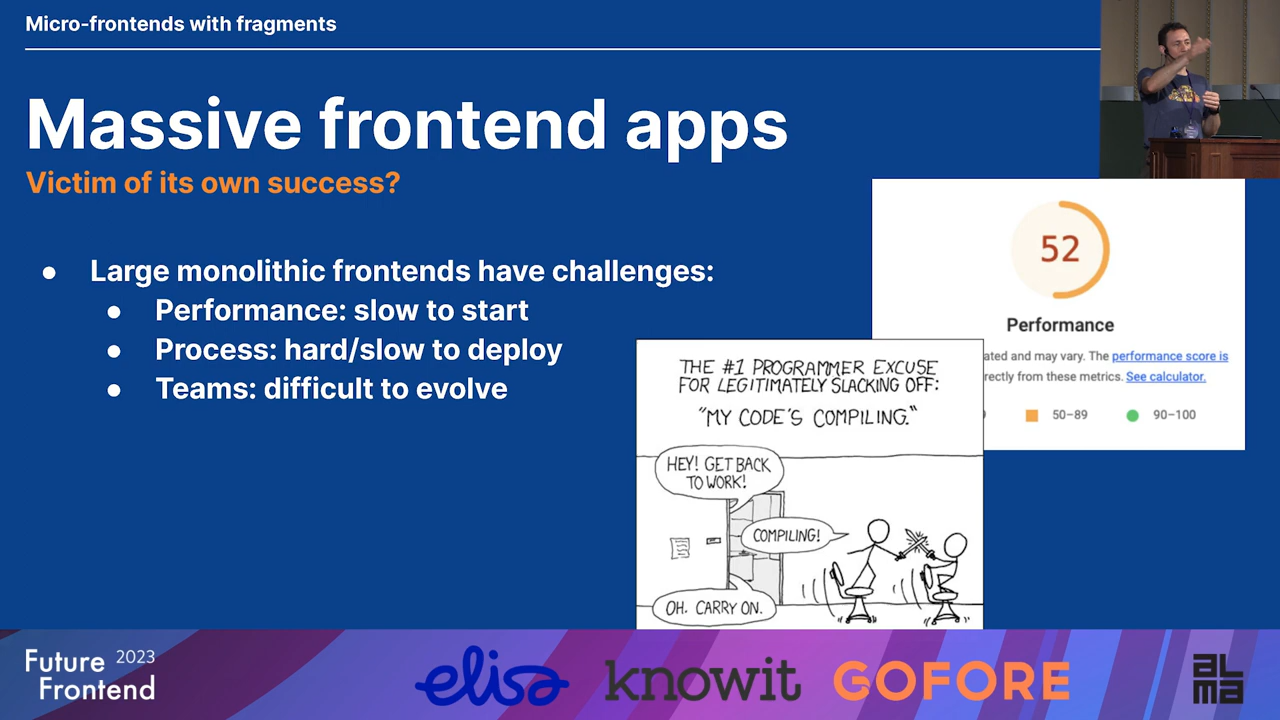 Micro-frontends with fragments
Massive frontend apps
Victim of its own success?
● Large monolithic frontends have challenges:
● Performance: slow to start
● Process: hard/slow to deploy
● Teams: difficult to evolve
52
Performance
ated and may vary. The performance score is
rectly from these metrics. See calculator.
50–89
90–100
THE #1 PROGRAMMER EXCUSE
FOR LEGITIMATELY SLACKING OFF:
"MY CODE'S COMPILING."
HEY! GET BACK
TO WORK!
COMPILING!
OH. CARRY ON.
Future 2023
Frontend
elisa
knowit
GOFORE
aL
ma